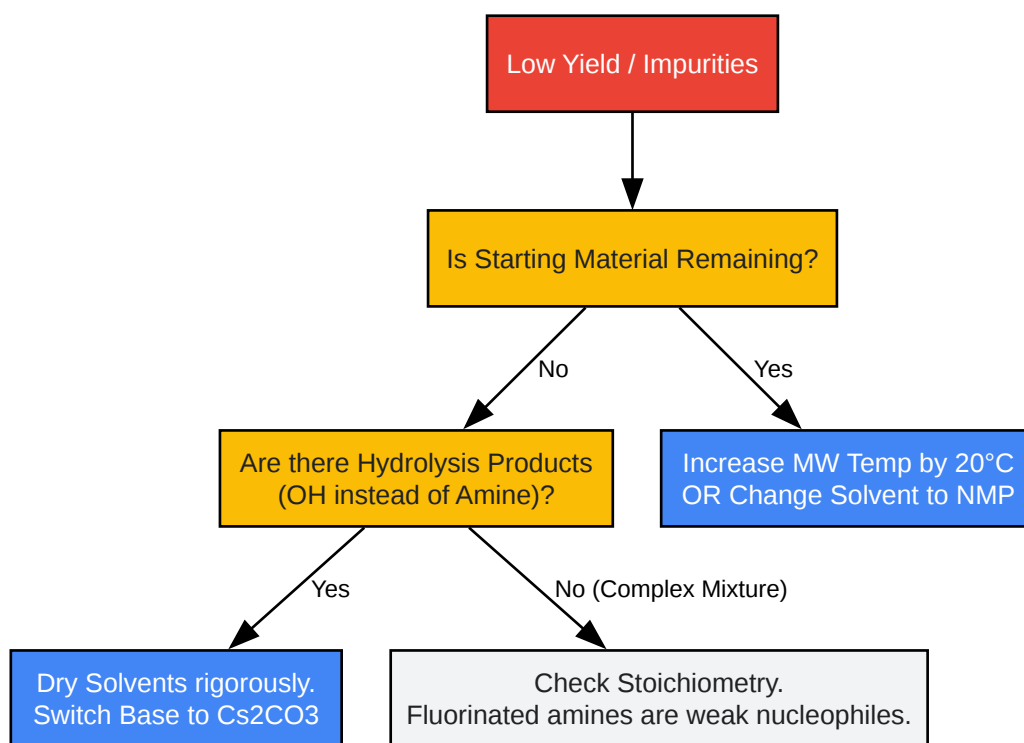 Low Yield / Impurities
Is Starting Material Remaining?
No
Yes
Are there Hydrolysis Products
(OH instead of Amine)?
Increase MW Temp by 20°C
OR Change Solvent to NMP
Yes
No (Complex Mixture)
Dry Solvents rigorously.
Switch Base to Cs2CO3
Check Stoichiometry.
Fluorinated amines are weak nucleophiles.